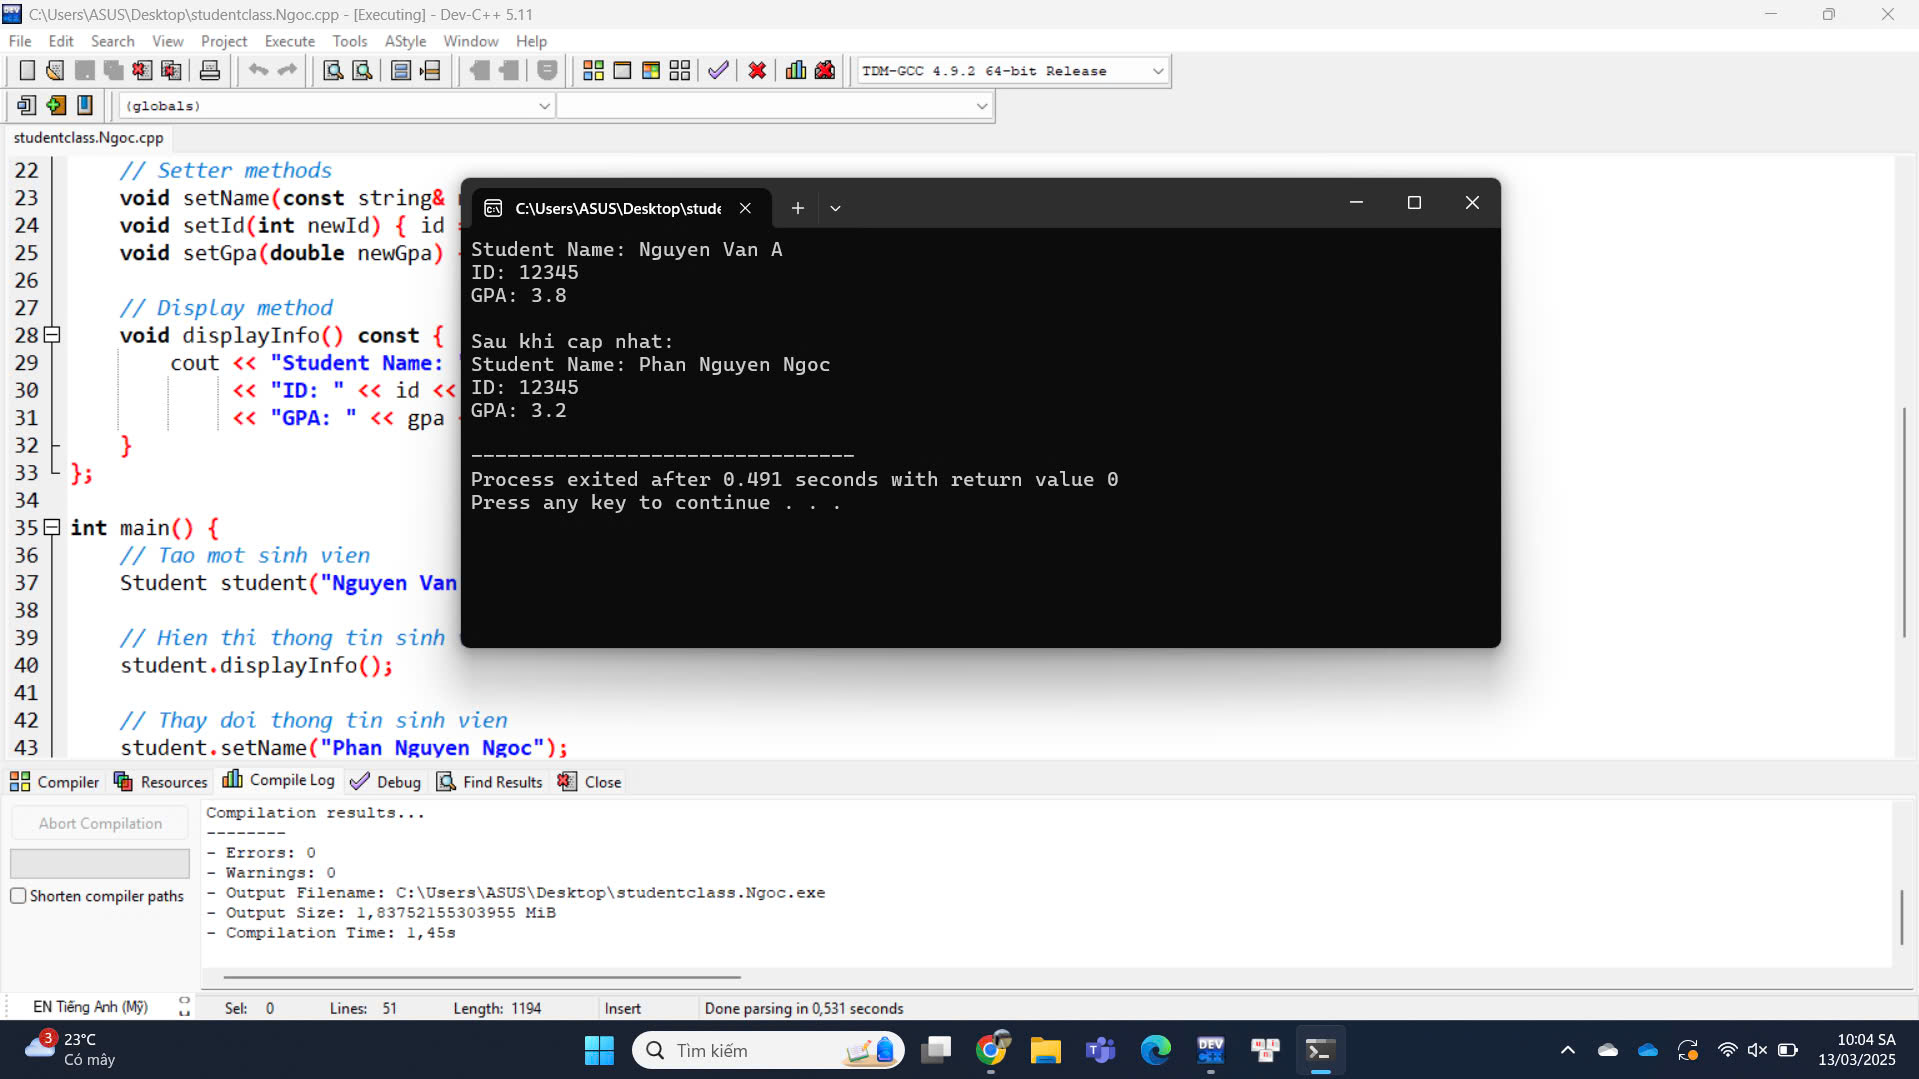 C:\Users\ASUS\Desktop\studentclass.Ngoc.cpp - [Executing] - Dev-C++ 5.11
File Edit Search View Project Execute Tools AStyle Window Help
TDM-GCC 4.9.2 64-bit Release
(globals)
studentclass.Ngoc.cpp
22 // Setter methods
23 void setName(const string&
24 void setId(int newId) { id
25 void setGpa(double newGpa)
26
27 // Display method
28 void displayInfo() const {
29 cout << "Student Name:
30 << "ID: " << id <<
31 << "GPA: " << gpa
32 }
33 };
34
35 int main() {
36 // Tao mot sinh vien
37 Student student("Nguyen Van
38
39 // Hien thi thong tin sinh
40 student.displayInfo();
41
42 // Thay doi thong tin sinh vien
43 student.setName("Phan Nguyen Ngoc");
C:\Users\ASUS\Desktop\stude
Student Name: Nguyen Van A
ID: 12345
GPA: 3.8
Sau khi cap nhat:
Student Name: Phan Nguyen Ngoc
ID: 12345
GPA: 3.2
--------------------------------
Process exited after 0.491 seconds with return value 0
Press any key to continue . . .
Compiler Resources Compile Log Debug Find Results Close
Abort Compilation
Shorten compiler paths
Compilation results...
--------
- Errors: 0
- Warnings: 0
- Output Filename: C:\Users\ASUS\Desktop\studentclass.Ngoc.exe
- Output Size: 1,83752155303955 MiB
- Compilation Time: 1,45s
EN Tiếng Anh (Mỹ)
Sel: 0 Lines: 51 Length: 1194 Insert Done parsing in 0,531 seconds
3
23°C
Có mây
Tìm kiếm
DEV
10:04 SA
13/03/2025